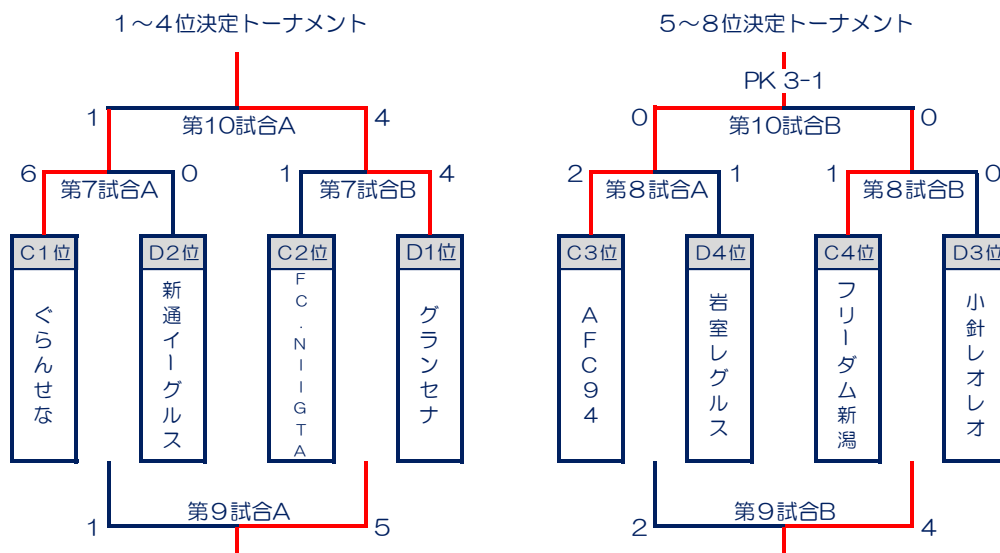 1～4位決定トーナメント
1
第10試合A
4
6
第7試合A
0
1
第7試合B
4
C1位
ぐらんせな
D2位
新通イーグルス
C2位
FC.NIIGTA
D1位
グランセナ
1
第9試合A
5
5～8位決定トーナメント
PK 3-1
0
第10試合B
0
2
第8試合A
1
1
第8試合B
0
C3位
AFC94
D4位
岩室レグルス
C4位
フリーダム新潟
D3位
小針レオレオ
2
第9試合B
4